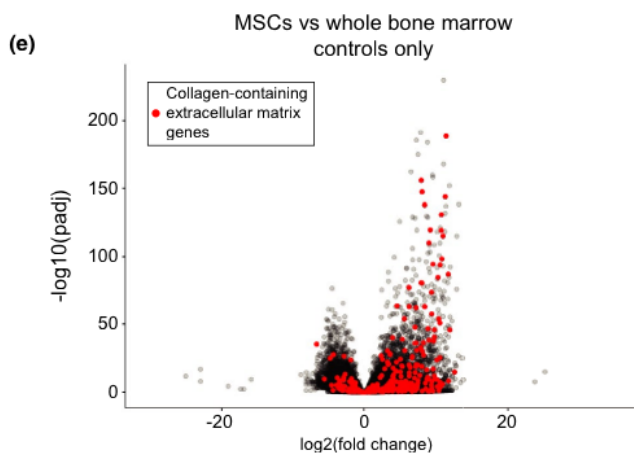 (e)
MSCs vs whole bone marrow
controls only
Collagen-containing
extracellular matrix
genes
-log10(padj)
200
150
100
50
0
-20
0
20
log2(fold change)